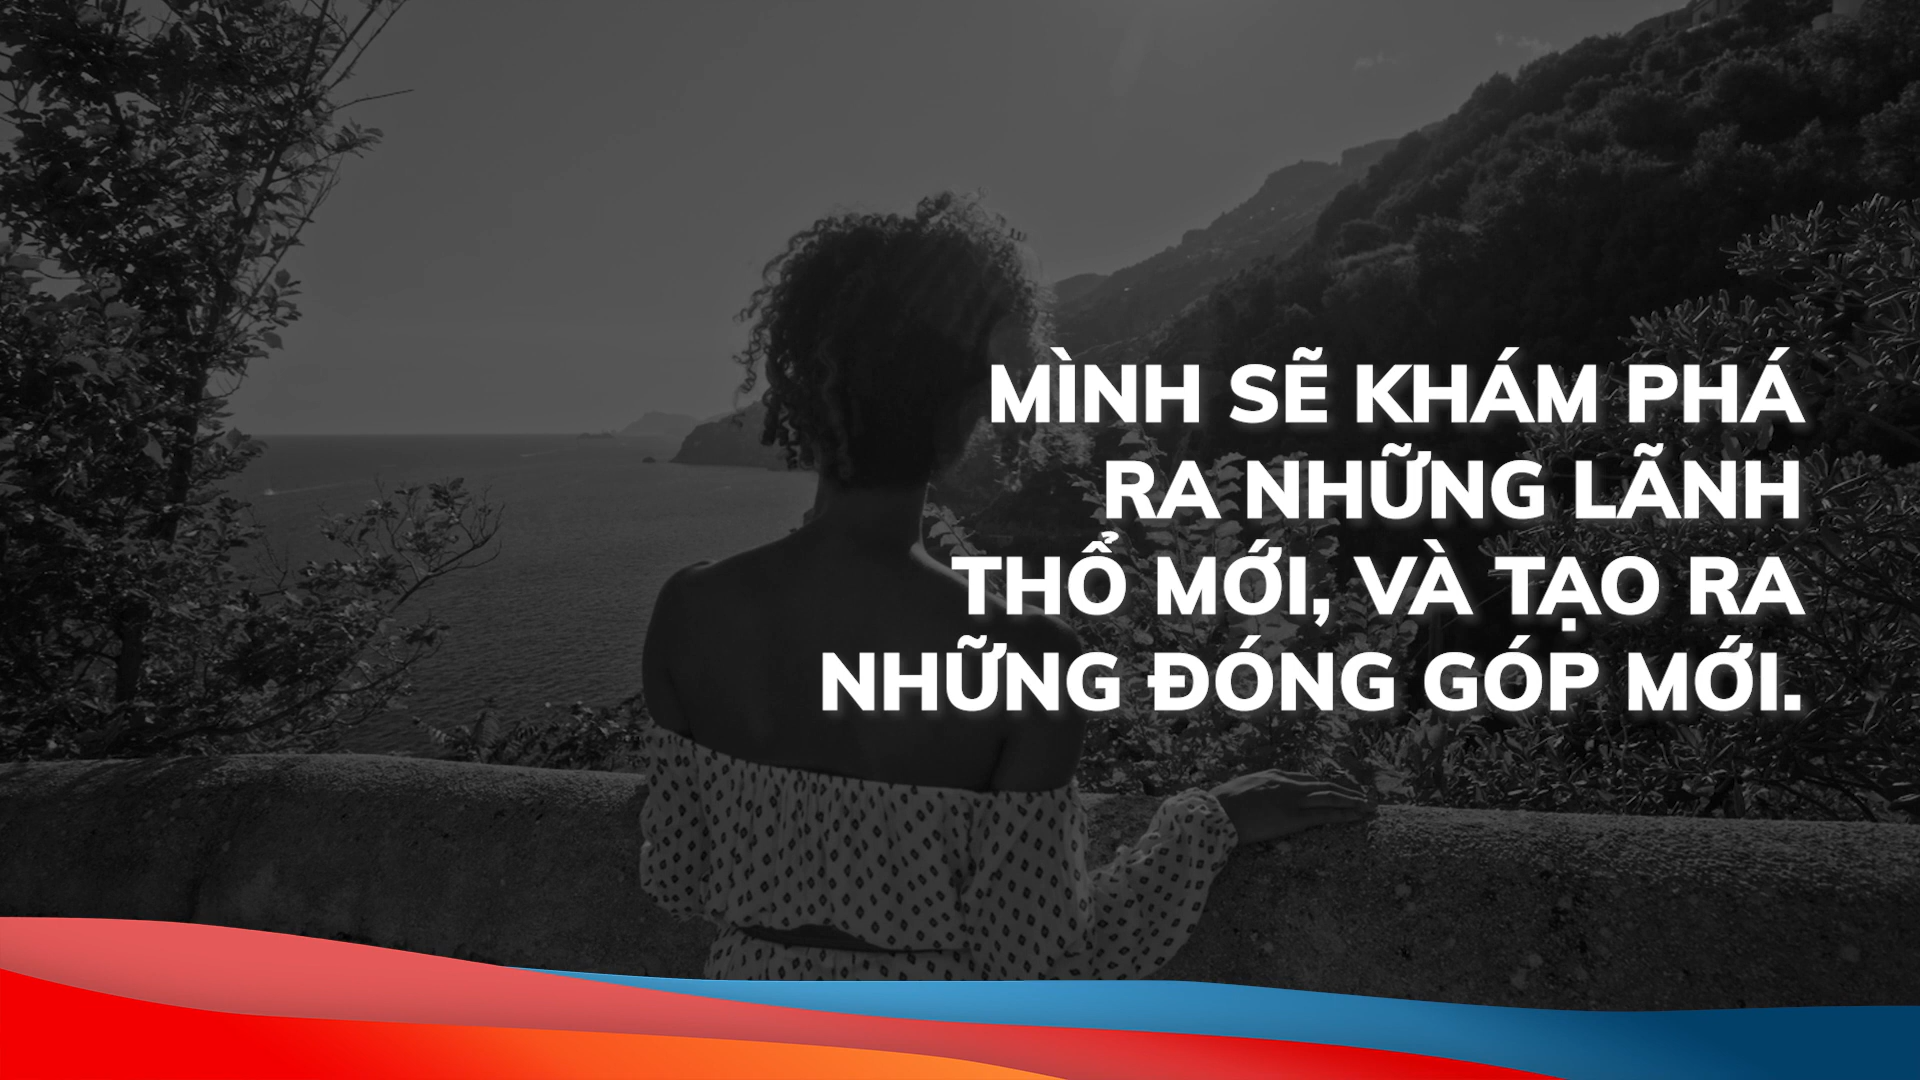 MÌNH SẼ KHÁM PHÁ
RA NHỮNG LÃNH
THỔ MỚI, VÀ TẠO RA
NHỮNG ĐÓNG GÓP MỚI.